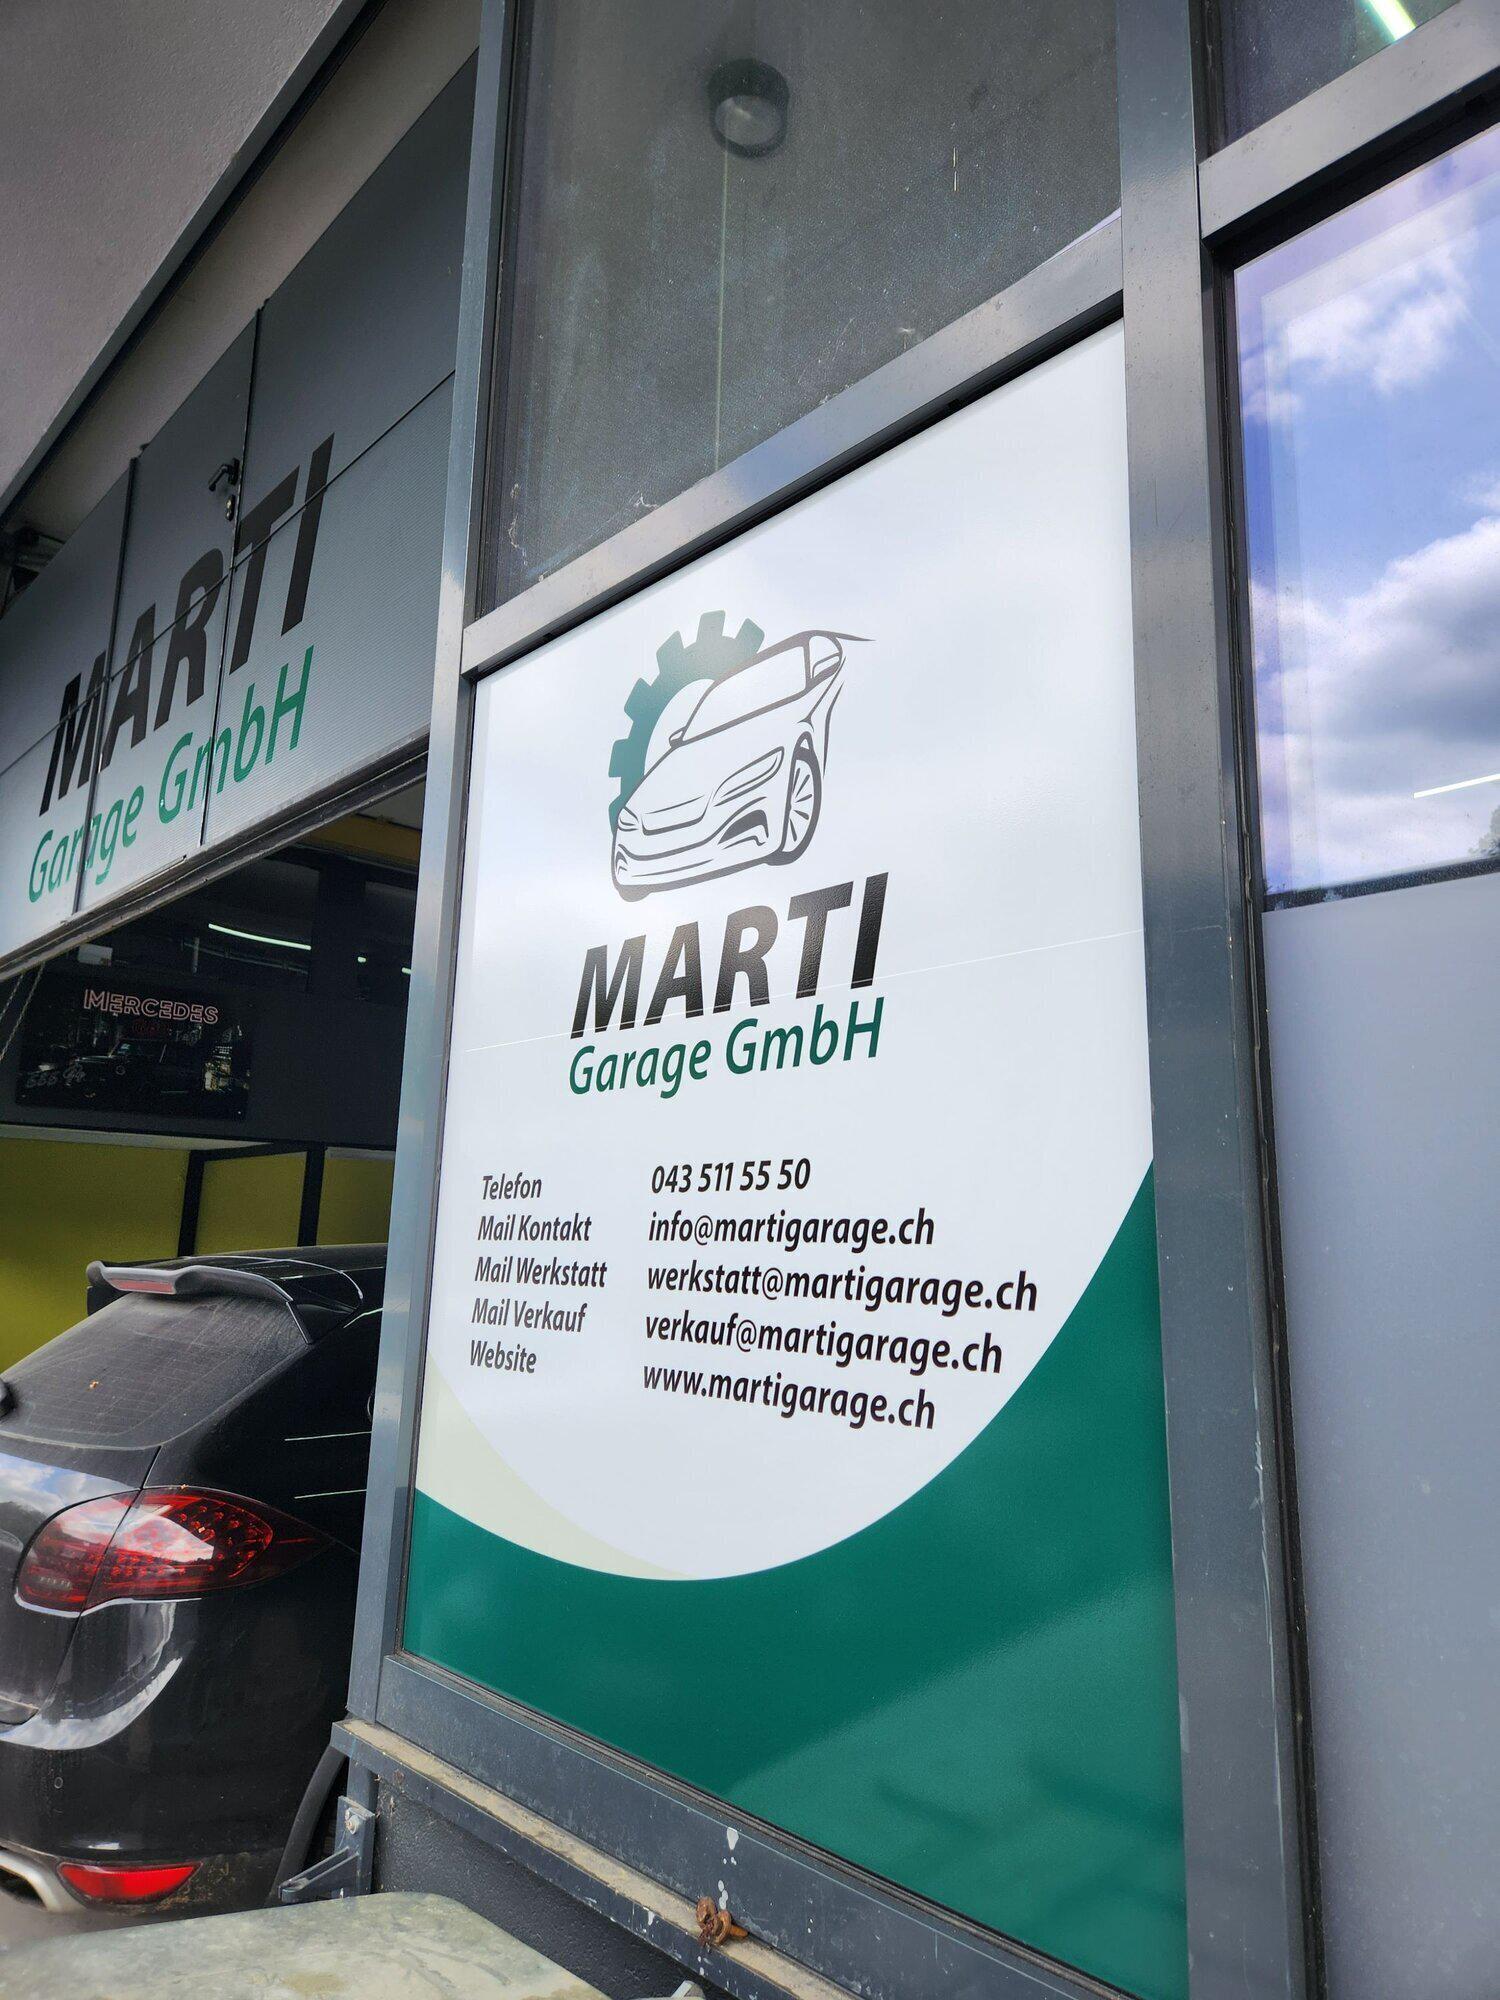 MARTI
Garage GmbH
MERCEDES
MARTI
Garage GmbH
Telefon 043 511 55 50
Mail Kontakt info@martigarage.ch
Mail Werkstatt werkstatt@martigarage.ch
Mail Verkauf verkauf@martigarage.ch
Website www.martigarage.ch